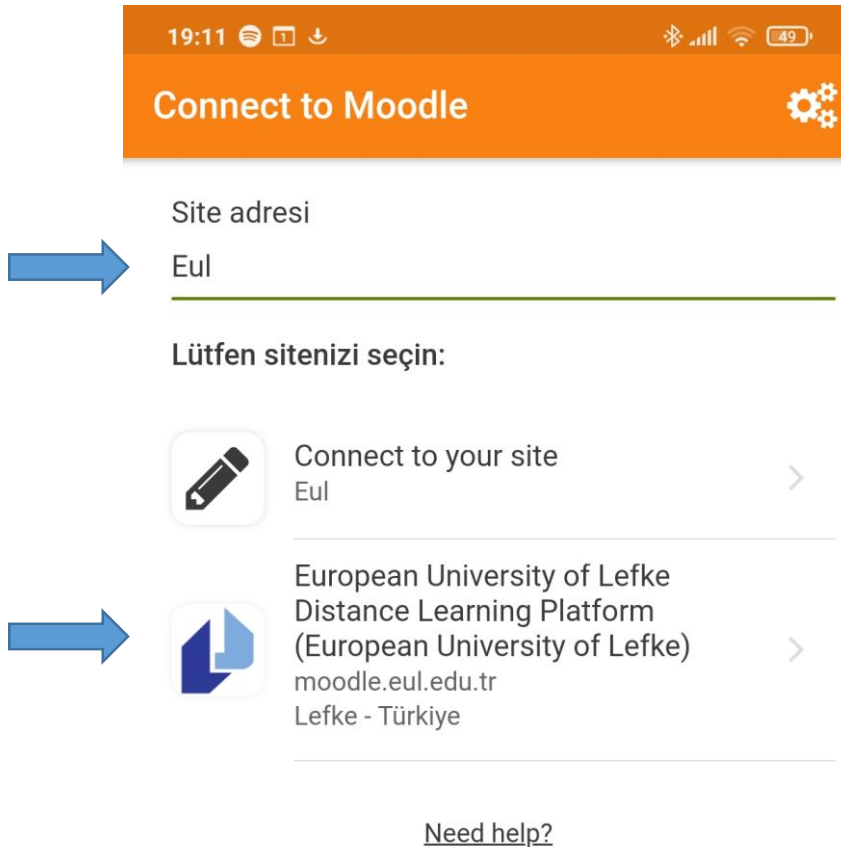 19:11 1 49
Connect to Moodle
Site adresi
Eul
Lütfen sitenizi seçin:
Connect to your site
Eul
European University of Lefke
Distance Learning Platform
(European University of Lefke)
moodle.eul.edu.tr
Lefke - Türkiye
Need help?